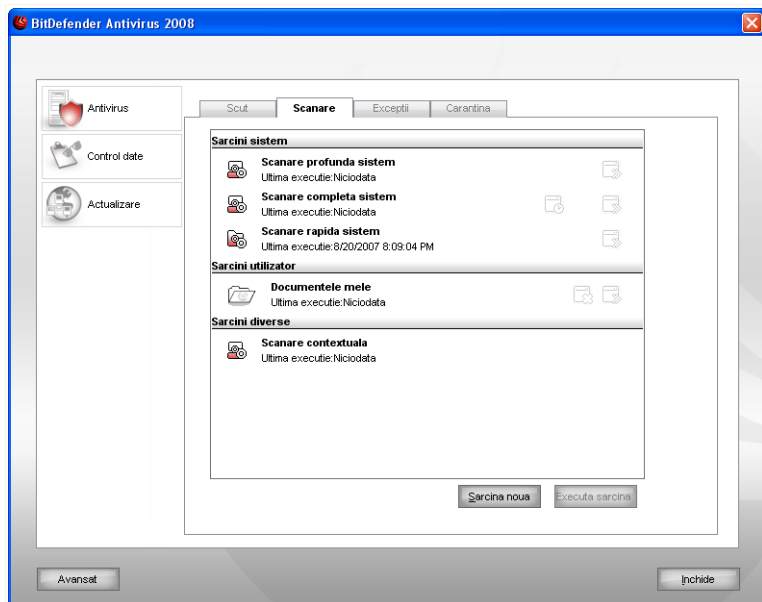 BitDefender Antivirus 2008
Antivirus
Control date
Actualizare
Scut
Scanare
Exceptii
Carantina
Sarcini sistem
Scanare profunda sistem
Ultima executie:Niciodata
Scanare completa sistem
Ultima executie:Niciodata
Scanare rapida sistem
Ultima executie:8/20/2007 8:09:04 PM
Sarcini utilizator
Documentele mele
Ultima executie:Niciodata
Sarcini diverse
Scanare contextuala
Ultima executie:Niciodata
Sarcina noua
Executa sarcina
Avansat
Inchide